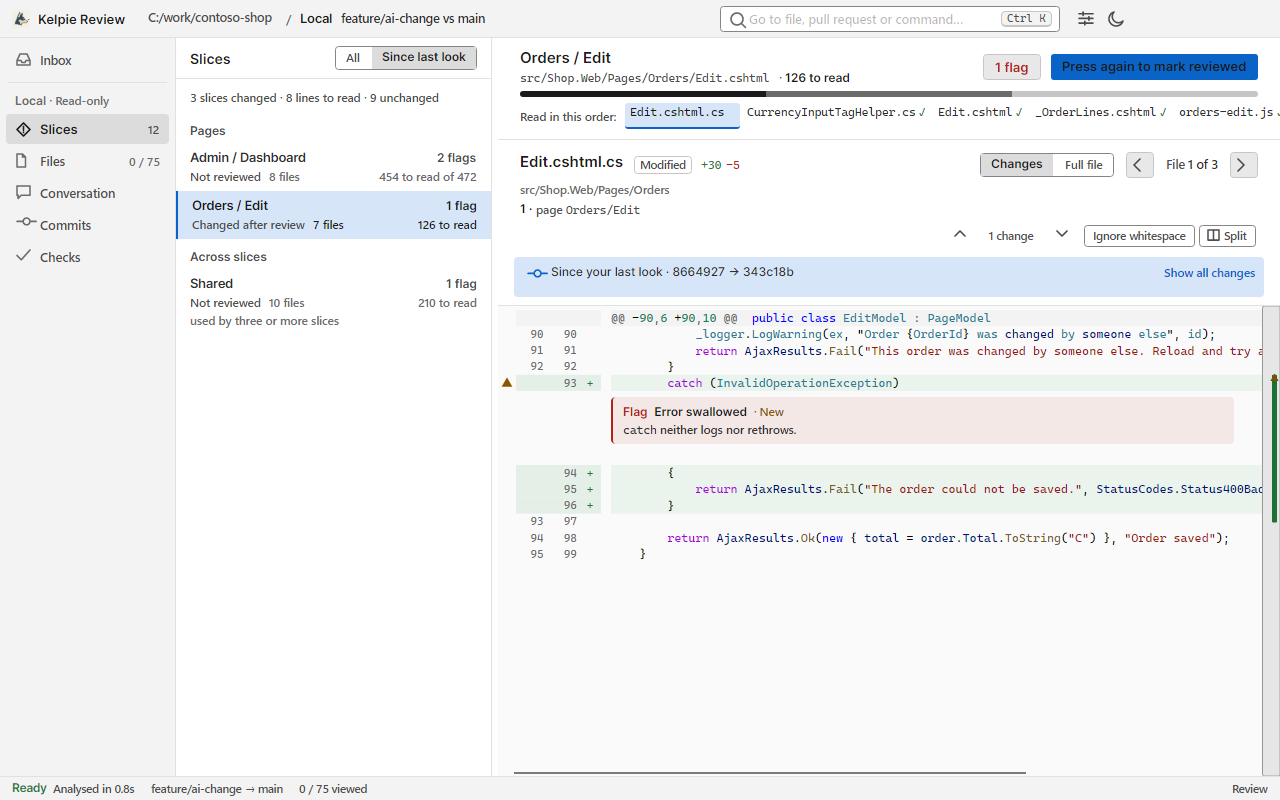 Kelpie Review C:/work/contoso-shop / Local feature/ai-change vs main
Go to file, pull request or command... Ctrl K
Inbox
Local · Read-only
Slices 12
Files 0 / 75
Conversation
Commits
Checks
Slices All Since last look
3 slices changed · 8 lines to read · 9 unchanged
Pages
Admin / Dashboard 2 flags
Not reviewed 8 files 454 to read of 472
Orders / Edit 1 flag
Changed after review 7 files 126 to read
Across slices
Shared 1 flag
Not reviewed 10 files 210 to read
used by three or more slices
Orders / Edit
src/Shop.Web/Pages/Orders/Edit.cshtml · 126 to read
1 flag Press again to mark reviewed
Read in this order: Edit.cshtml.cs CurrencyInputTagHelper.cs ✓ Edit.cshtml ✓ _OrderLines.cshtml ✓ orders-edit.js ✓
Edit.cshtml.cs Modified +30 −5 Changes Full file File 1 of 3
src/Shop.Web/Pages/Orders
1 · page Orders/Edit
1 change Ignore whitespace Split
Since your last look · 8664927 → 343c18b Show all changes
@@ −90,6 +90,10 @@ public class EditModel : PageModel
90 90 _logger.LogWarning(ex, "Order {OrderId} was changed by someone else", id);
91 91 return AjaxResults.Fail("This order was changed by someone else. Reload and try a
92 92 }
93 + catch (InvalidOperationException)
Flag Error swallowed · New
catch neither logs nor rethrows.
94 + {
95 + return AjaxResults.Fail("The order could not be saved.", StatusCodes.Status400Bad
96 + }
93 97
94 98 return AjaxResults.Ok(new { total = order.Total.ToString("C") }, "Order saved");
95 99 }
Ready Analysed in 0.8s feature/ai-change → main 0 / 75 viewed Review